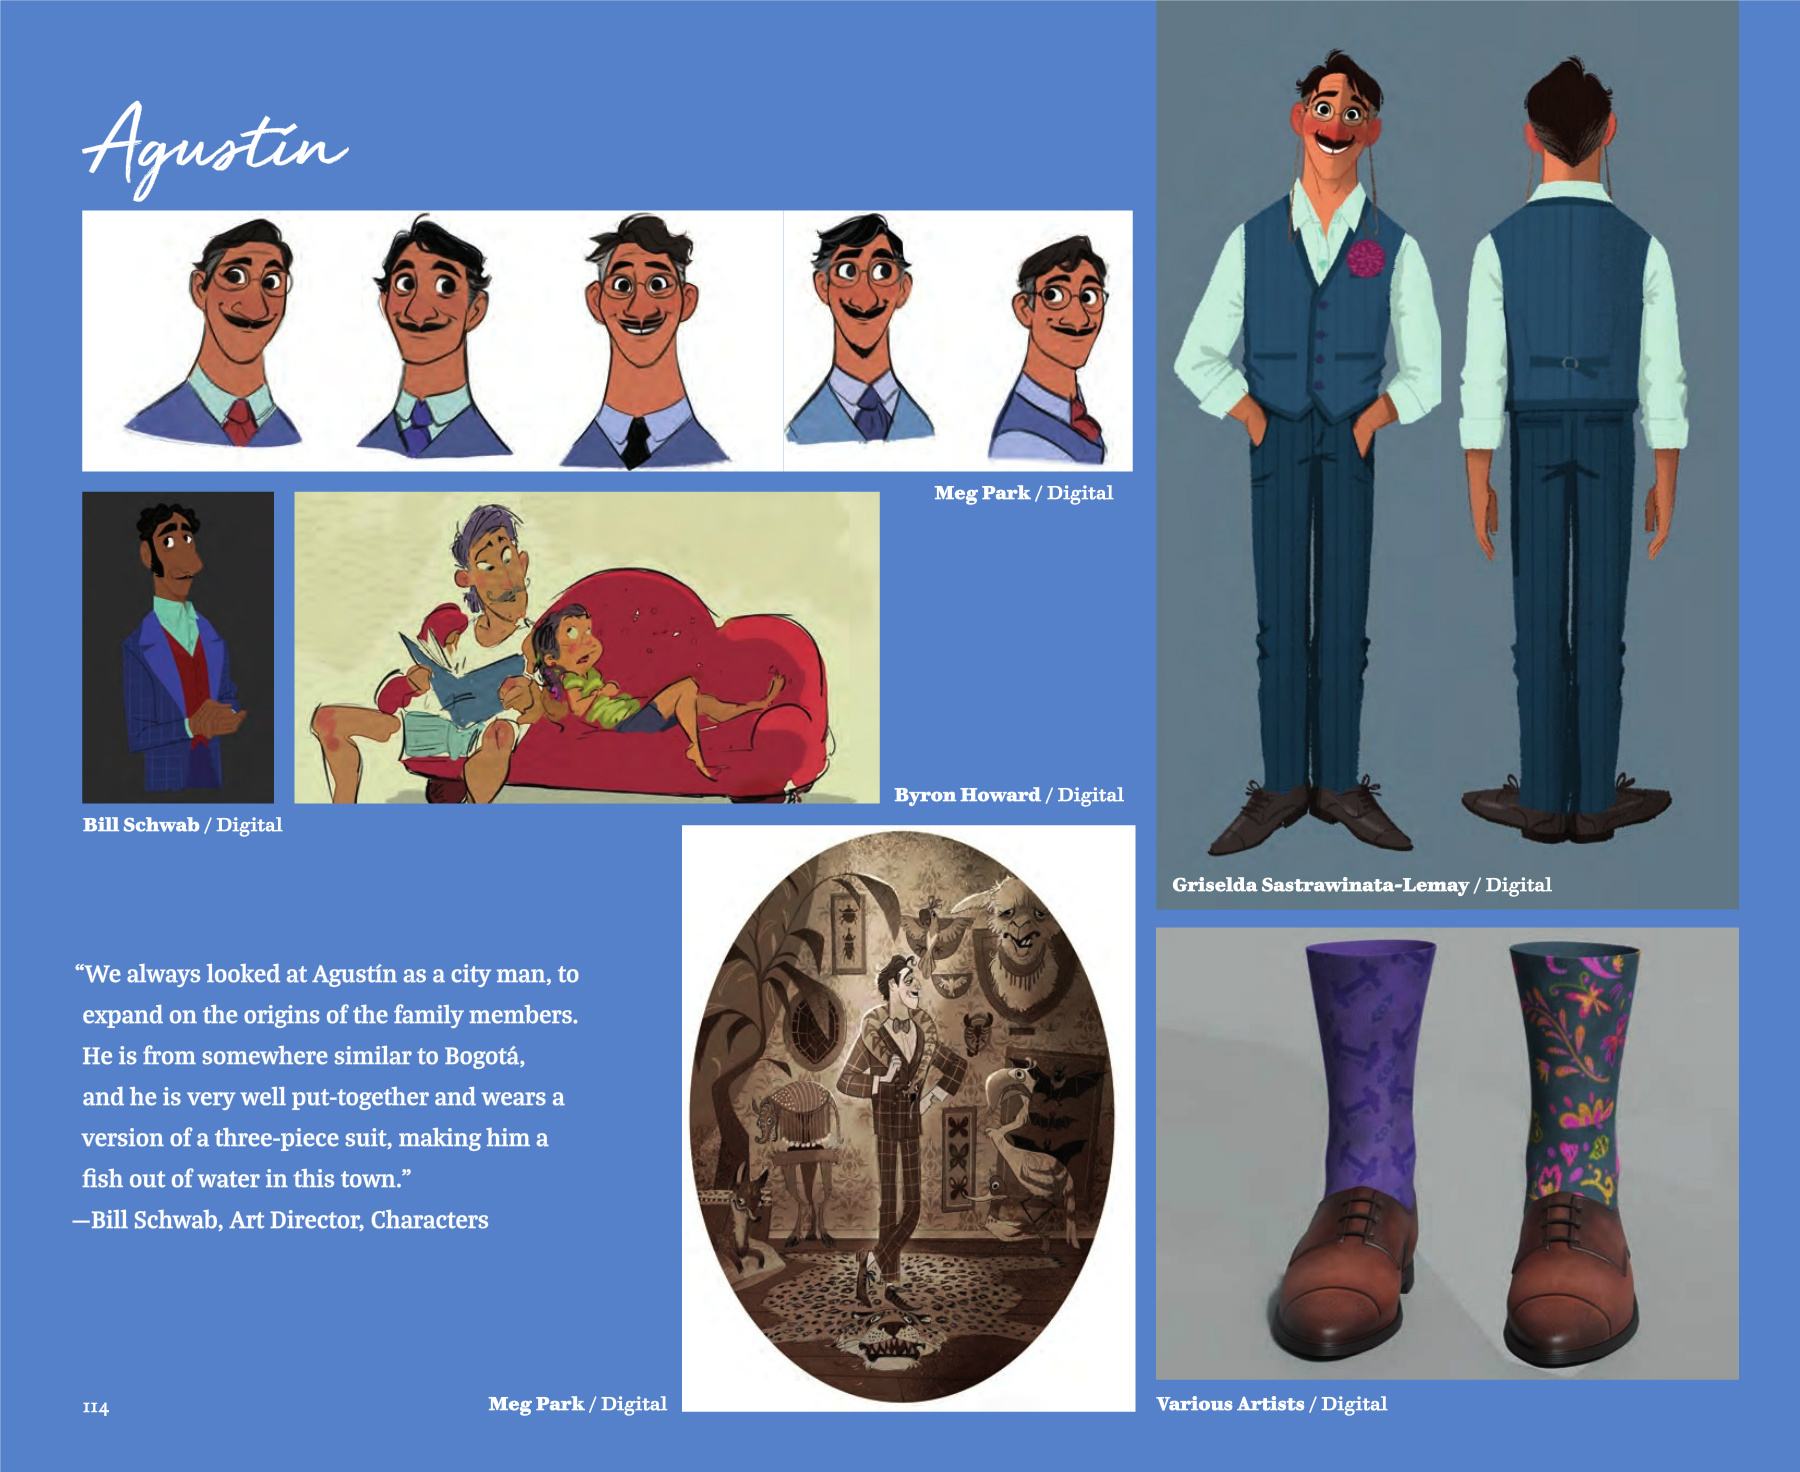 Agustín
Meg Park / Digital
Bill Schwab / Digital
Byron Howard / Digital
Griselda Sastrawinata-Lemay / Digital
“We always looked at Agustín as a city man, to
expand on the origins of the family members.
He is from somewhere similar to Bogotá,
and he is very well put-together and wears a
version of a three-piece suit, making him a
fish out of water in this town.”
—Bill Schwab, Art Director, Characters
114
Meg Park / Digital
Various Artists / Digital